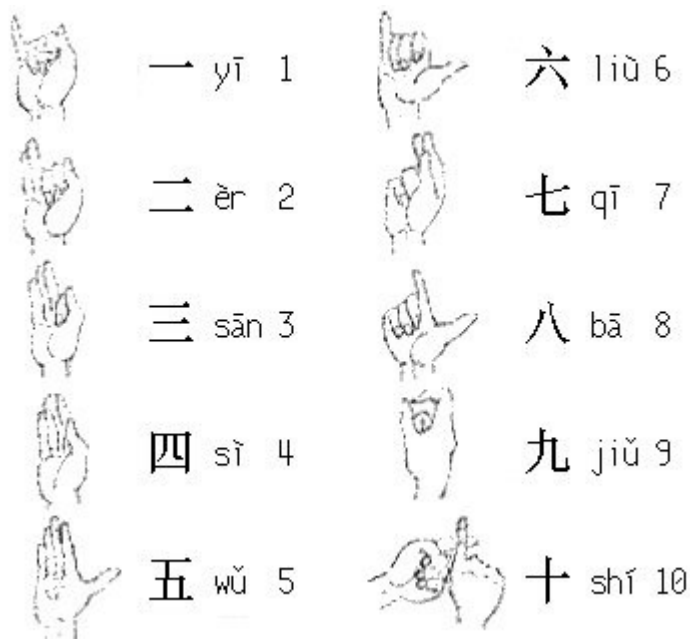 一 yī 1
二 èr 2
三 sān 3
四 sì 4
五 wǔ 5
六 liù 6
七 qī 7
八 bā 8
九 jiǔ 9
十 shí 10